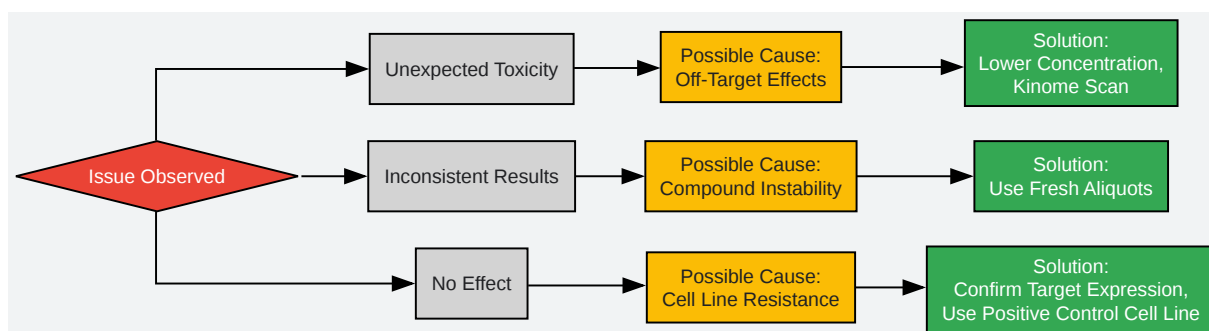 Issue Observed
Unexpected Toxicity
Possible Cause:
Off-Target Effects
Solution:
Lower Concentration,
Kinome Scan
Inconsistent Results
Possible Cause:
Compound Instability
Solution:
Use Fresh Aliquots
No Effect
Possible Cause:
Cell Line Resistance
Solution:
Confirm Target Expression,
Use Positive Control Cell Line